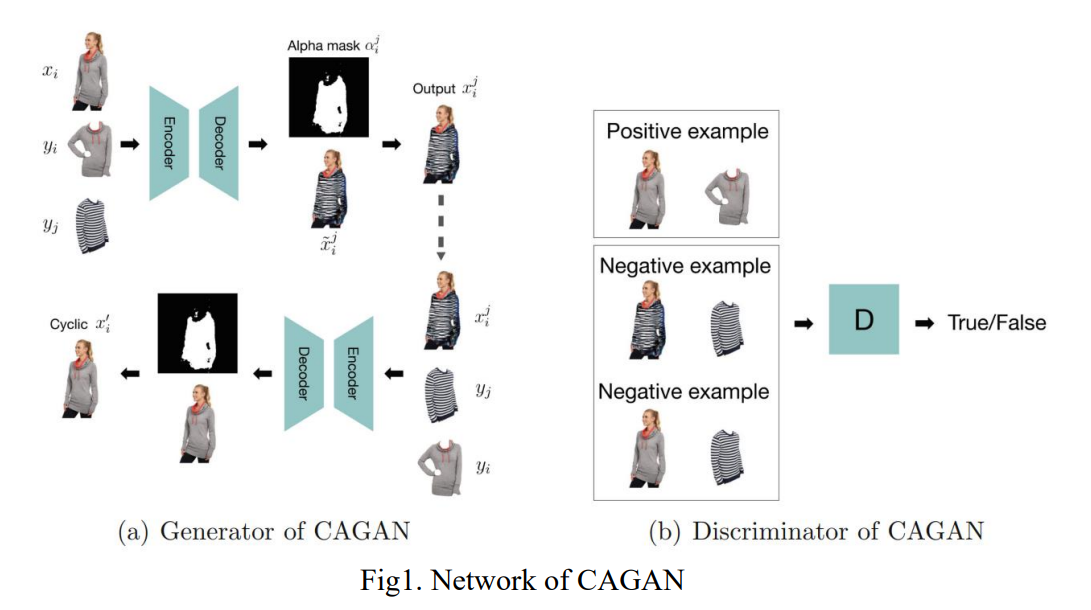 x_i
y_i
y_j
Encoder
Decoder
Alpha mask α_i^j
x̃_i^j
Output x_i^j
x_i^j
y_j
y_i
Encoder
Decoder
Cyclic x_i′
(a) Generator of CAGAN
Positive example
Negative example
Negative example
D
True/False
(b) Discriminator of CAGAN
Fig1. Network of CAGAN